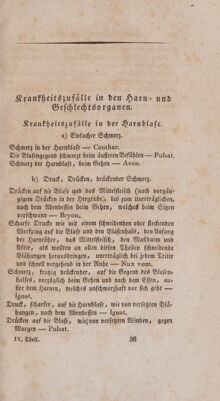 Krankheitszufälle in den Harn- und
Geschlechtsorganen.
Krankheitszufälle in der Harnblase.
a) Einfacher Schmerz.
Schmerz in der Harnblase — Canthar.
Die Blasengegend schmerzt beim äußeren Befühlen — Pulsat.
Schmerz der Harnblase, beim Gehen — Acon.
b) Druck, Drücken, drückender Schmerz.
Drücken auf die Blase und das Mittelfleisch (nach vorgän-
gigem Drücken in der Herzgrube), bis zum Unerträglichen,
nach dem Abendessen beim Gehen, welches beim Sitzen
verschwand — Bryon.
Scharfe Drucke wie von einem schneidenden oder stechenden
Werkzeug auf die Blase und den Blasenhals, den Anfang
der Harnröhre, das Mittelfleisch, den Mastdarm und
After, als wollten an diesen Theilen schneidende
Blähungen herausdringen, unerträglich bei jedem Tritte
und schnell vergehend in der Ruhe — Nux vom.
Schmerz, kratzig drückender, auf die Gegend des Blasen-
halses, vorzüglich beim Gehen und nach dem Essen, au-
ßer dem Harnen, welches unschmerzhaft vor sich geht —
Ignat.
Druck, scharfer, auf die Harnblase, wie von versetzten Blä-
hungen, nach dem Abendessen — Ignat.
Drücken auf die Blase, wie von versetzten Winden, gegen
Morgen — Pulsat.
IV. Theil. 36